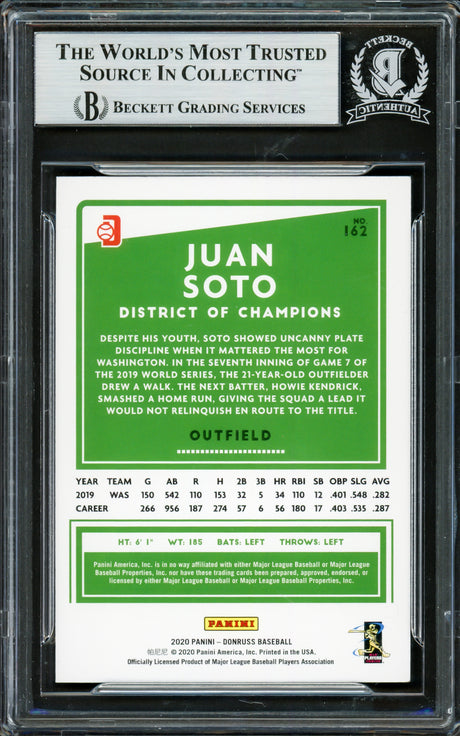 THE WORLD'S MOST TRUSTED
SOURCE IN COLLECTING™
B BECKETT GRADING SERVICES
BECKETT
B
AUTHENTIC
NO.
162
JUAN
SOTO
DISTRICT OF CHAMPIONS
DESPITE HIS YOUTH, SOTO SHOWED UNCANNY PLATE
DISCIPLINE WHEN IT MATTERED THE MOST FOR
WASHINGTON. IN THE SEVENTH INNING OF GAME 7 OF
THE 2019 WORLD SERIES, THE 21-YEAR-OLD OUTFIELDER
DREW A WALK. THE NEXT BATTER, HOWIE KENDRICK,
SMASHED A HOME RUN, GIVING THE SQUAD A LEAD IT
WOULD NOT RELINQUISH EN ROUTE TO THE TITLE.
OUTFIELD
YEAR TEAM G AB R H 2B 3B HR RBI SB OBP SLG AVG
2019 WAS 150 542 110 153 32 5 34 110 12 .401 .548 .282
CAREER 266 956 187 274 57 6 56 180 17 .403 .535 .287
HT: 6' 1" WT: 185 BATS: LEFT THROWS: LEFT
Panini America, Inc. is in no way affiliated with either Major League Baseball or Major League
Baseball Properties, Inc. nor have these trading cards been prepared, approved, endorsed, or
licensed by either Major League Baseball or Major League Baseball Properties, Inc.
PANINI
2020 PANINI – DONRUSS BASEBALL
帕尼尼 © 2020 Panini America, Inc. Printed in the USA.
Officially Licensed Product of Major League Baseball Players Association